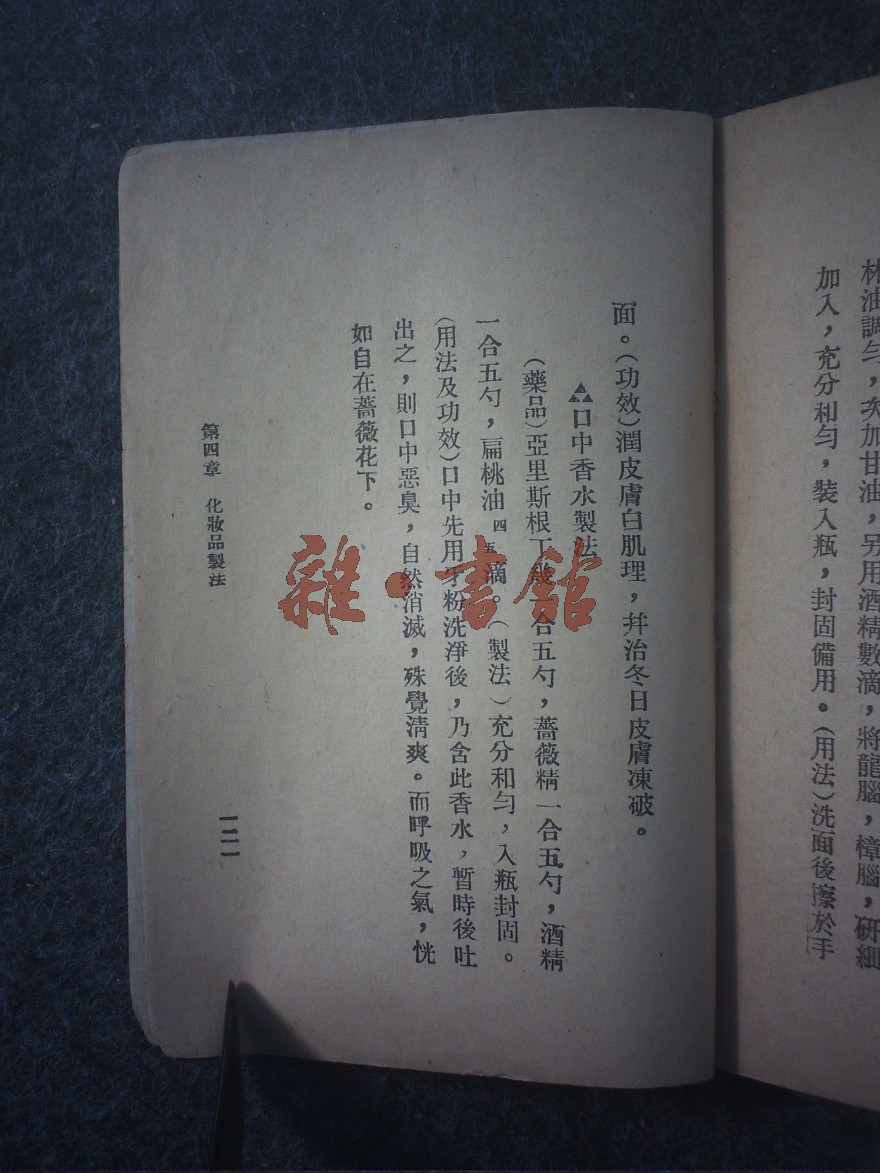 林油調勻，次加甘油，另用酒精數滴，將龍腦，樟腦，研細
加入，充分和勻，裝入瓶，封固備用。（用法）洗面後擦於手
面。（功效）潤皮膚白肌理，幷治冬日皮膚凍破。
口中香水製法
（藥品）亞里斯根丁幾一合五勺，薔薇精一合五勺，酒精
一合五勺，扁桃油四五滴。（製法）充分和勻，入瓶封固。
（用法及功效）口中先用牙粉洗淨後，乃含此香水，暫時後吐
出之，則口中惡臭，自然消滅，殊覺清爽。而呼吸之氣，恍
如自在薔薇花下。
第四章 化妝品製法
雜·書館